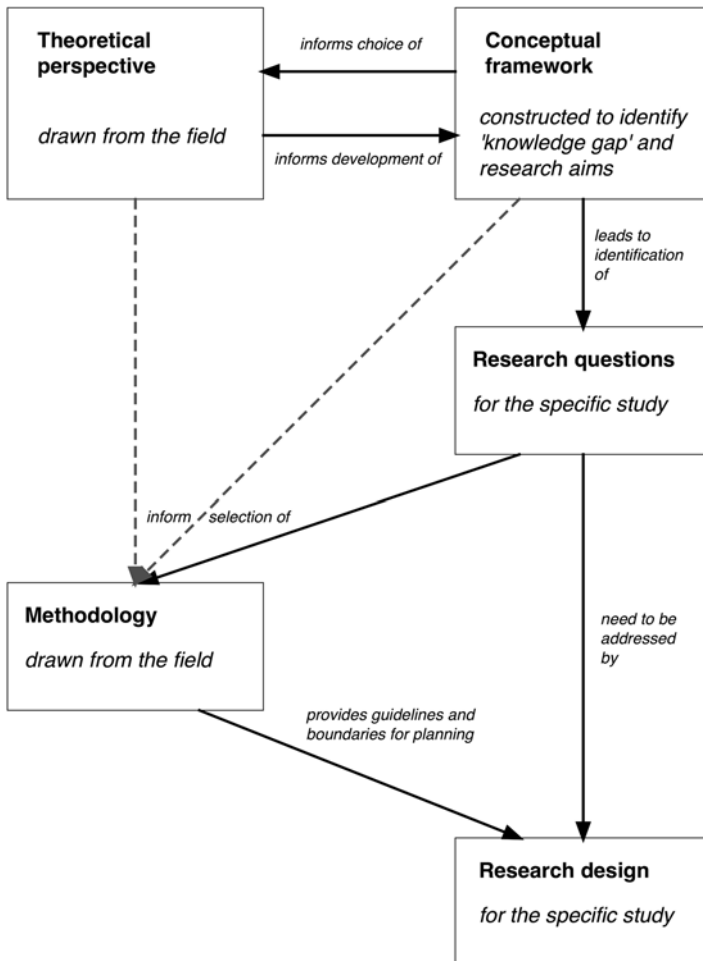 Theoretical
perspective
drawn from the field
informs choice of
informs development of
Conceptual
framework
constructed to identify
'knowledge gap' and
research aims
leads to
identification
of
Research questions
for the specific study
inform selection of
Methodology
drawn from the field
need to be
addressed
by
provides guidelines and
boundaries for planning
Research design
for the specific study